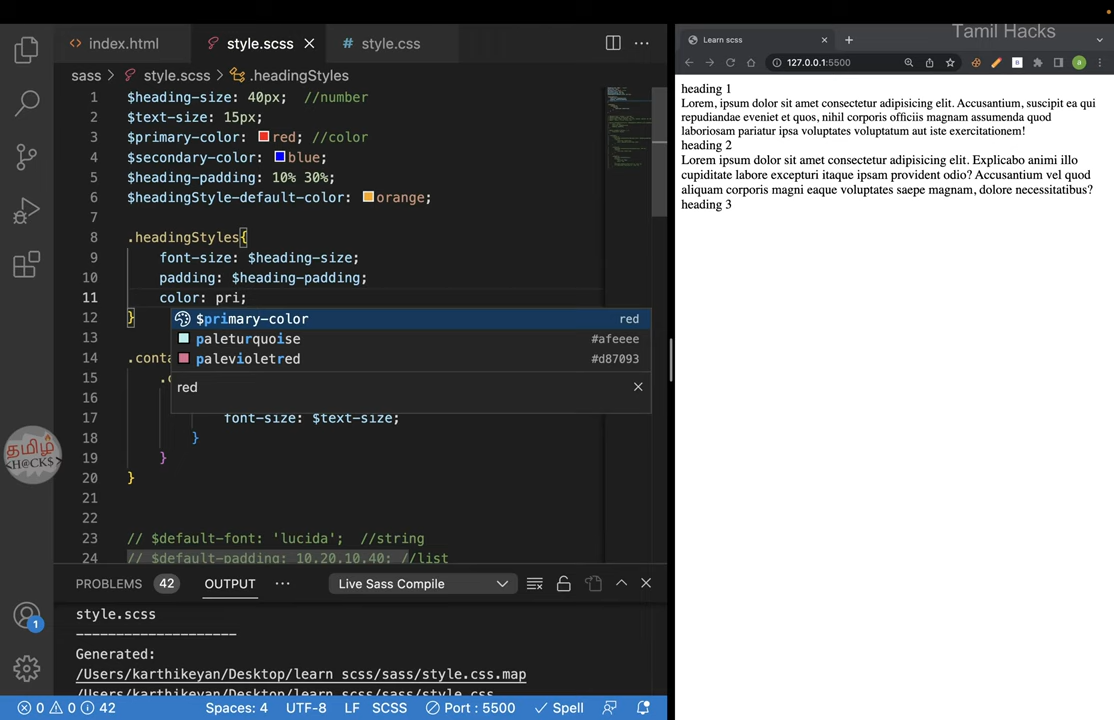 index.html
style.scss
style.css
sass > style.scss > .headingStyles
1 $heading-size: 40px; //number
2 $text-size: 15px;
3 $primary-color: red; //color
4 $secondary-color: blue;
5 $heading-padding: 10% 30%;
6 $headingStyle-default-color: orange;
7
8 .headingStyles{
9 font-size: $heading-size;
10 padding: $heading-padding;
11 color: pri;
12 }
$primary-color red
13
paleturquoise #afeeee
14 .conta
palevioletred #d87093
15
red
16
17 font-size: $text-size;
18 }
19 }
20 }
21
22
23 // $default-font: 'lucida'; //string
24 // $default-padding: 10,20,10,40; //list
தமிழ்
<H@CK$>
PROBLEMS 42 OUTPUT ... Live Sass Compile
style.scss
--------------------
Generated:
/Users/karthikeyan/Desktop/learn scss/sass/style.css.map
/Users/karthikeyan/Desktop/learn scss/sass/style.css
1
0 0 42 Spaces: 4 UTF-8 LF SCSS Port : 5500 Spell
Tamil Hacks
Learn scss
127.0.0.1:5500
heading 1
Lorem, ipsum dolor sit amet consectetur adipisicing elit. Accusantium, suscipit ea qui
repudiandae eveniet et quos, nihil corporis officiis magnam assumenda quod
laboriosam pariatur ipsa voluptates voluptatum aut iste exercitationem!
heading 2
Lorem ipsum dolor sit amet consectetur adipisicing elit. Explicabo animi illo
cupiditate labore excepturi itaque ipsam provident odio? Accusantium vel quod
aliquam corporis magni eaque voluptates saepe magnam, dolore necessitatibus?
heading 3